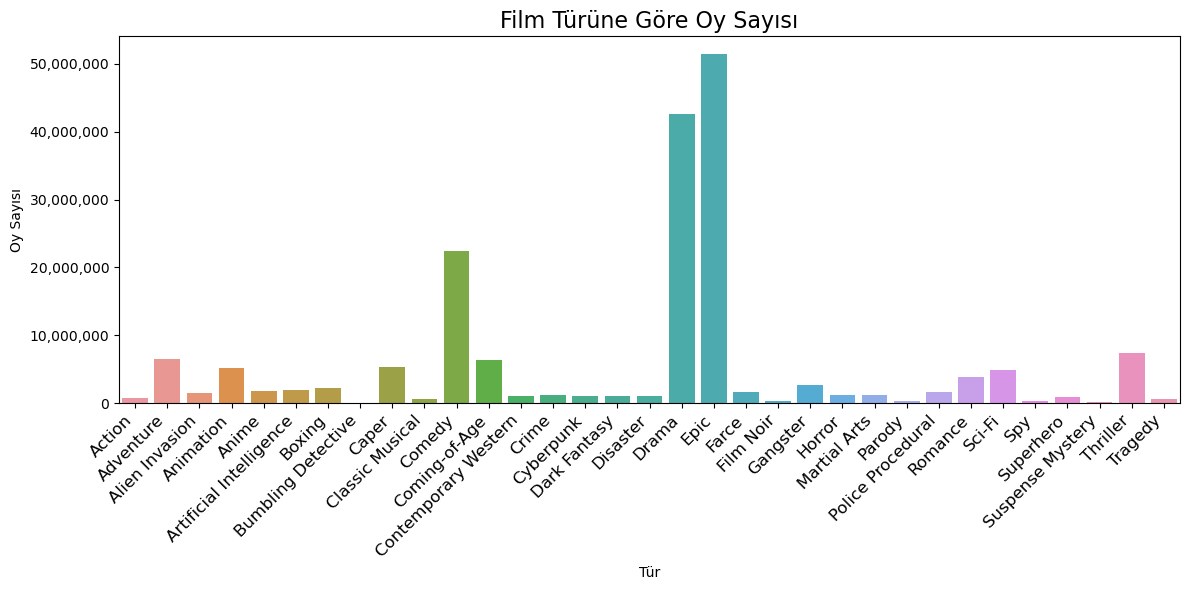 Film Türüne Göre Oy Sayısı
50,000,000
40,000,000
30,000,000
20,000,000
10,000,000
0
Oy Sayısı
Action
Adventure
Alien Invasion
Animation
Anime
Artificial Intelligence
Boxing
Bumbling Detective
Caper
Classic Musical
Comedy
Coming-of-Age
Contemporary Western
Crime
Cyberpunk
Dark Fantasy
Disaster
Drama
Epic
Farce
Film Noir
Gangster
Horror
Martial Arts
Parody
Police Procedural
Romance
Sci-Fi
Spy
Superhero
Suspense Mystery
Thriller
Tragedy
Tür